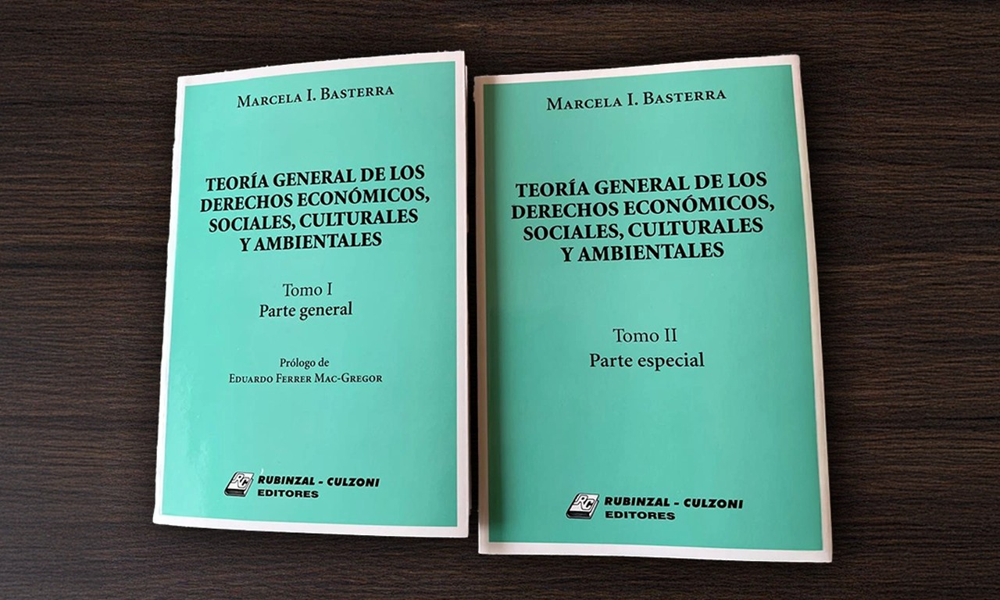 MARCELA I. BASTERRA
TEORÍA GENERAL DE LOS
DERECHOS ECONÓMICOS,
SOCIALES, CULTURALES
Y AMBIENTALES
Tomo I
Parte general
Prólogo de
EDUARDO FERRER MAC-GREGOR
RC
RUBINZAL - CULZONI
EDITORES
MARCELA I. BASTERRA
TEORÍA GENERAL DE LOS
DERECHOS ECONÓMICOS,
SOCIALES, CULTURALES
Y AMBIENTALES
Tomo II
Parte especial
RC
RUBINZAL - CULZONI
EDITORES